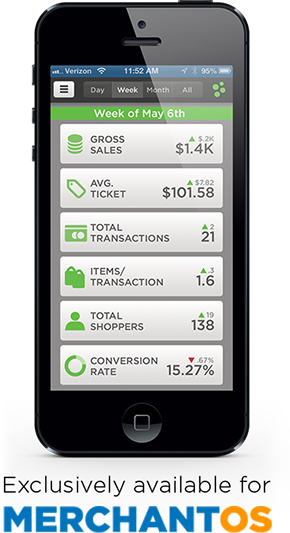 Verizon 11:52 AM 95%
Day Week Month All
Week of May 6th
GROSS SALES
▲ $.2K
$1.4K
AVG. TICKET
▲ $7.82
$101.58
TOTAL TRANSACTIONS
▲ 2
21
ITEMS/ TRANSACTION
▲ .3
1.6
TOTAL SHOPPERS
▲ 19
138
CONVERSION RATE
▼ .67%
15.27%
Exclusively available for
MERCHANTOS